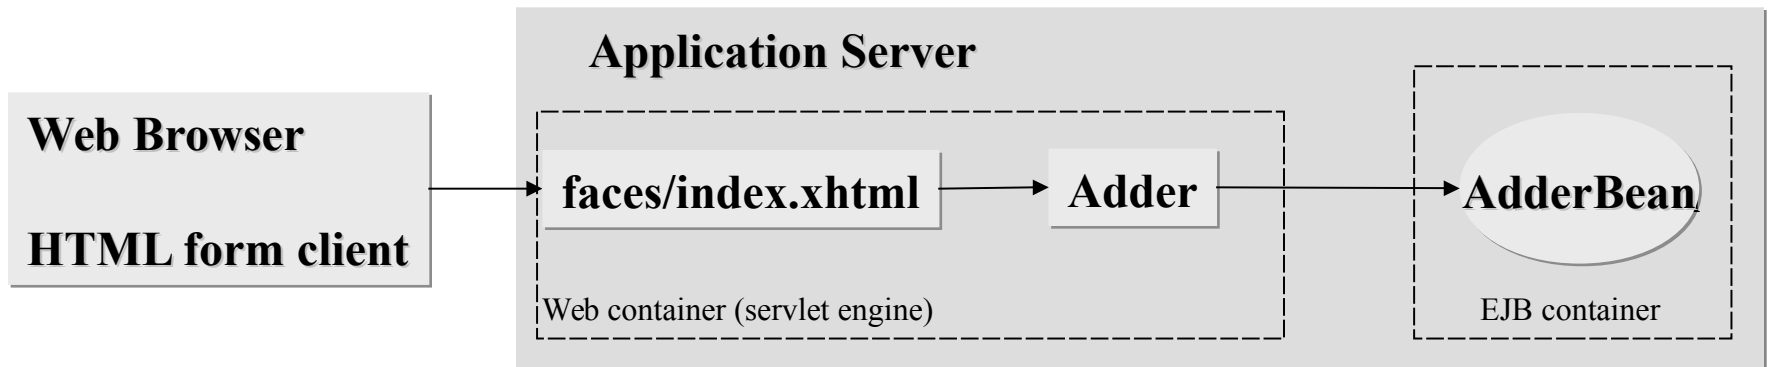 Application Server
Web Browser
HTML form client
faces/index.xhtml
Adder
AdderBean
Web container (servlet engine)
EJB container